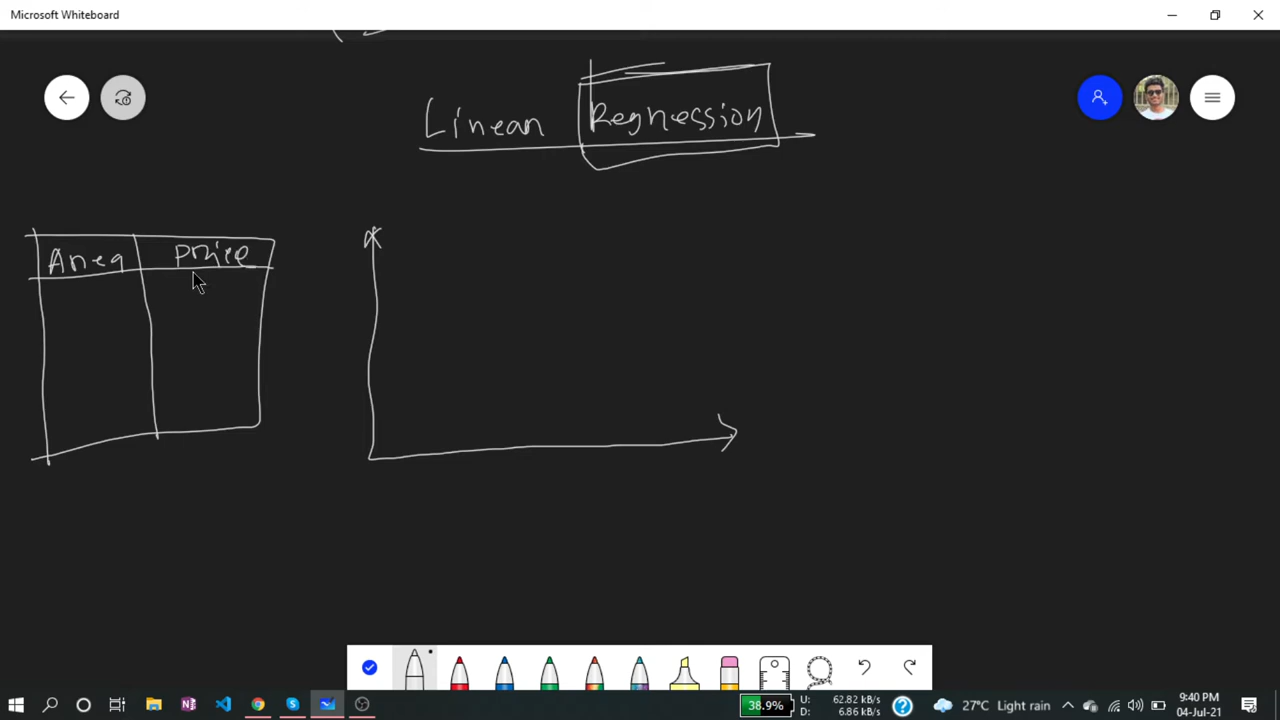 Microsoft Whiteboard
Linear Regression
Area Price
38.9%
U: 62.82 kB/s
D: 6.86 kB/s
27°C Light rain
9:40 PM
04-Jul-21